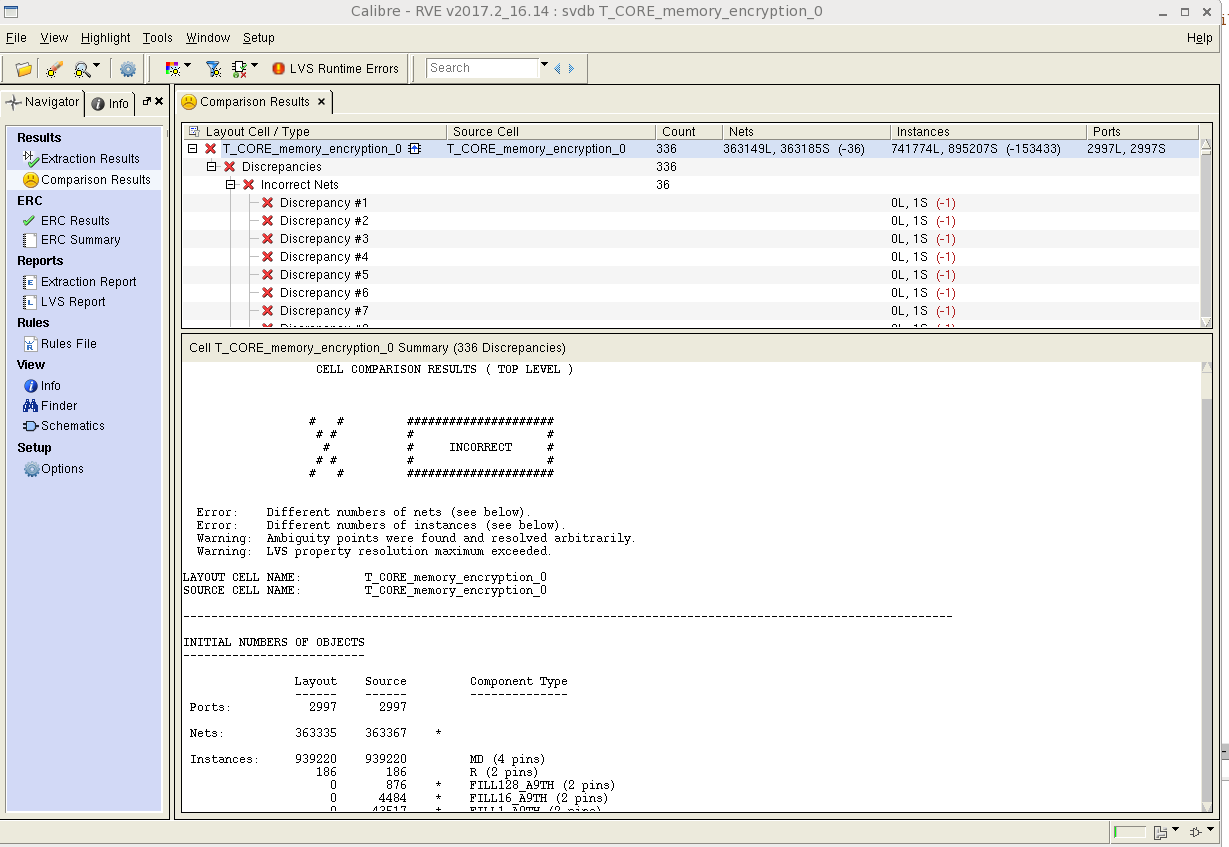 Calibre - RVE v2017.2_16.14 : svdb T_CORE_memory_encryption_0
File View Highlight Tools Window Setup Help
LVS Runtime Errors Search
Navigator Info Comparison Results
Results
Extraction Results
Comparison Results
ERC
ERC Results
ERC Summary
Reports
Extraction Report
LVS Report
Rules
Rules File
View
Info
Finder
Schematics
Setup
Options
Layout Cell / Type Source Cell Count Nets Instances Ports
T_CORE_memory_encryption_0 T_CORE_memory_encryption_0 336 363149L, 363185S (-36) 741774L, 895207S (-153433) 2997L, 2997S
Discrepancies 336
Incorrect Nets 36
Discrepancy #1 0L, 1S (-1)
Discrepancy #2 0L, 1S (-1)
Discrepancy #3 0L, 1S (-1)
Discrepancy #4 0L, 1S (-1)
Discrepancy #5 0L, 1S (-1)
Discrepancy #6 0L, 1S (-1)
Discrepancy #7 0L, 1S (-1)
Cell T_CORE_memory_encryption_0 Summary (336 Discrepancies)
CELL COMPARISON RESULTS ( TOP LEVEL )
# # #####################
# # # #
# # INCORRECT #
# # # #
# # #####################
Error: Different numbers of nets (see below).
Error: Different numbers of instances (see below).
Warning: Ambiguity points were found and resolved arbitrarily.
Warning: LVS property resolution maximum exceeded.
LAYOUT CELL NAME: T_CORE_memory_encryption_0
SOURCE CELL NAME: T_CORE_memory_encryption_0
INITIAL NUMBERS OF OBJECTS
Layout Source Component Type
Ports: 2997 2997
Nets: 363335 363367 *
Instances: 939220 939220 MD (4 pins)
186 186 R (2 pins)
0 876 * FILL128_A9TH (2 pins)
0 4484 * FILL16_A9TH (2 pins)
0 43517 * FILL1_A9TH (2 pins)